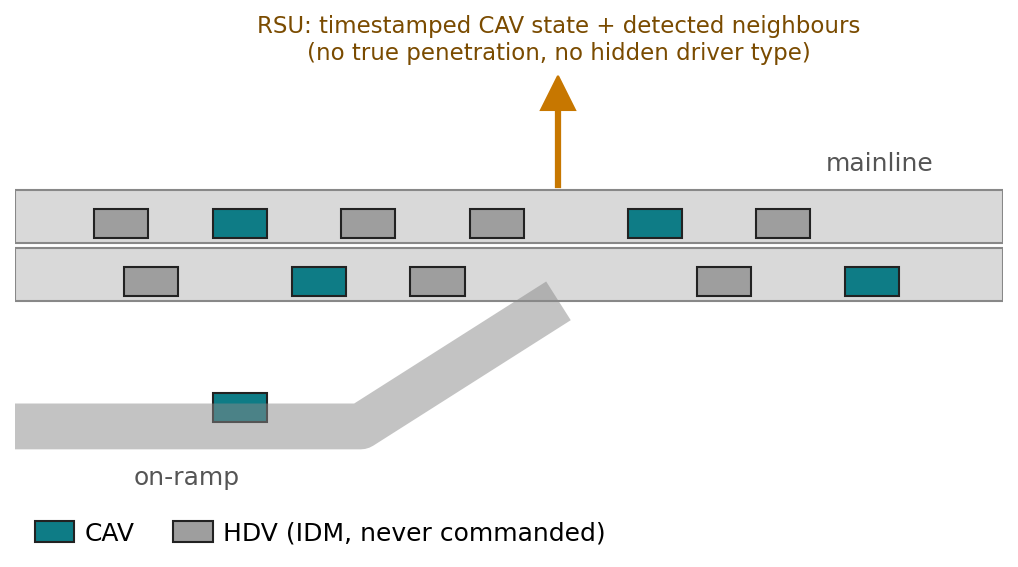 RSU: timestamped CAV state + detected neighbours
(no true penetration, no hidden driver type)
mainline
on-ramp
CAV
HDV (IDM, never commanded)